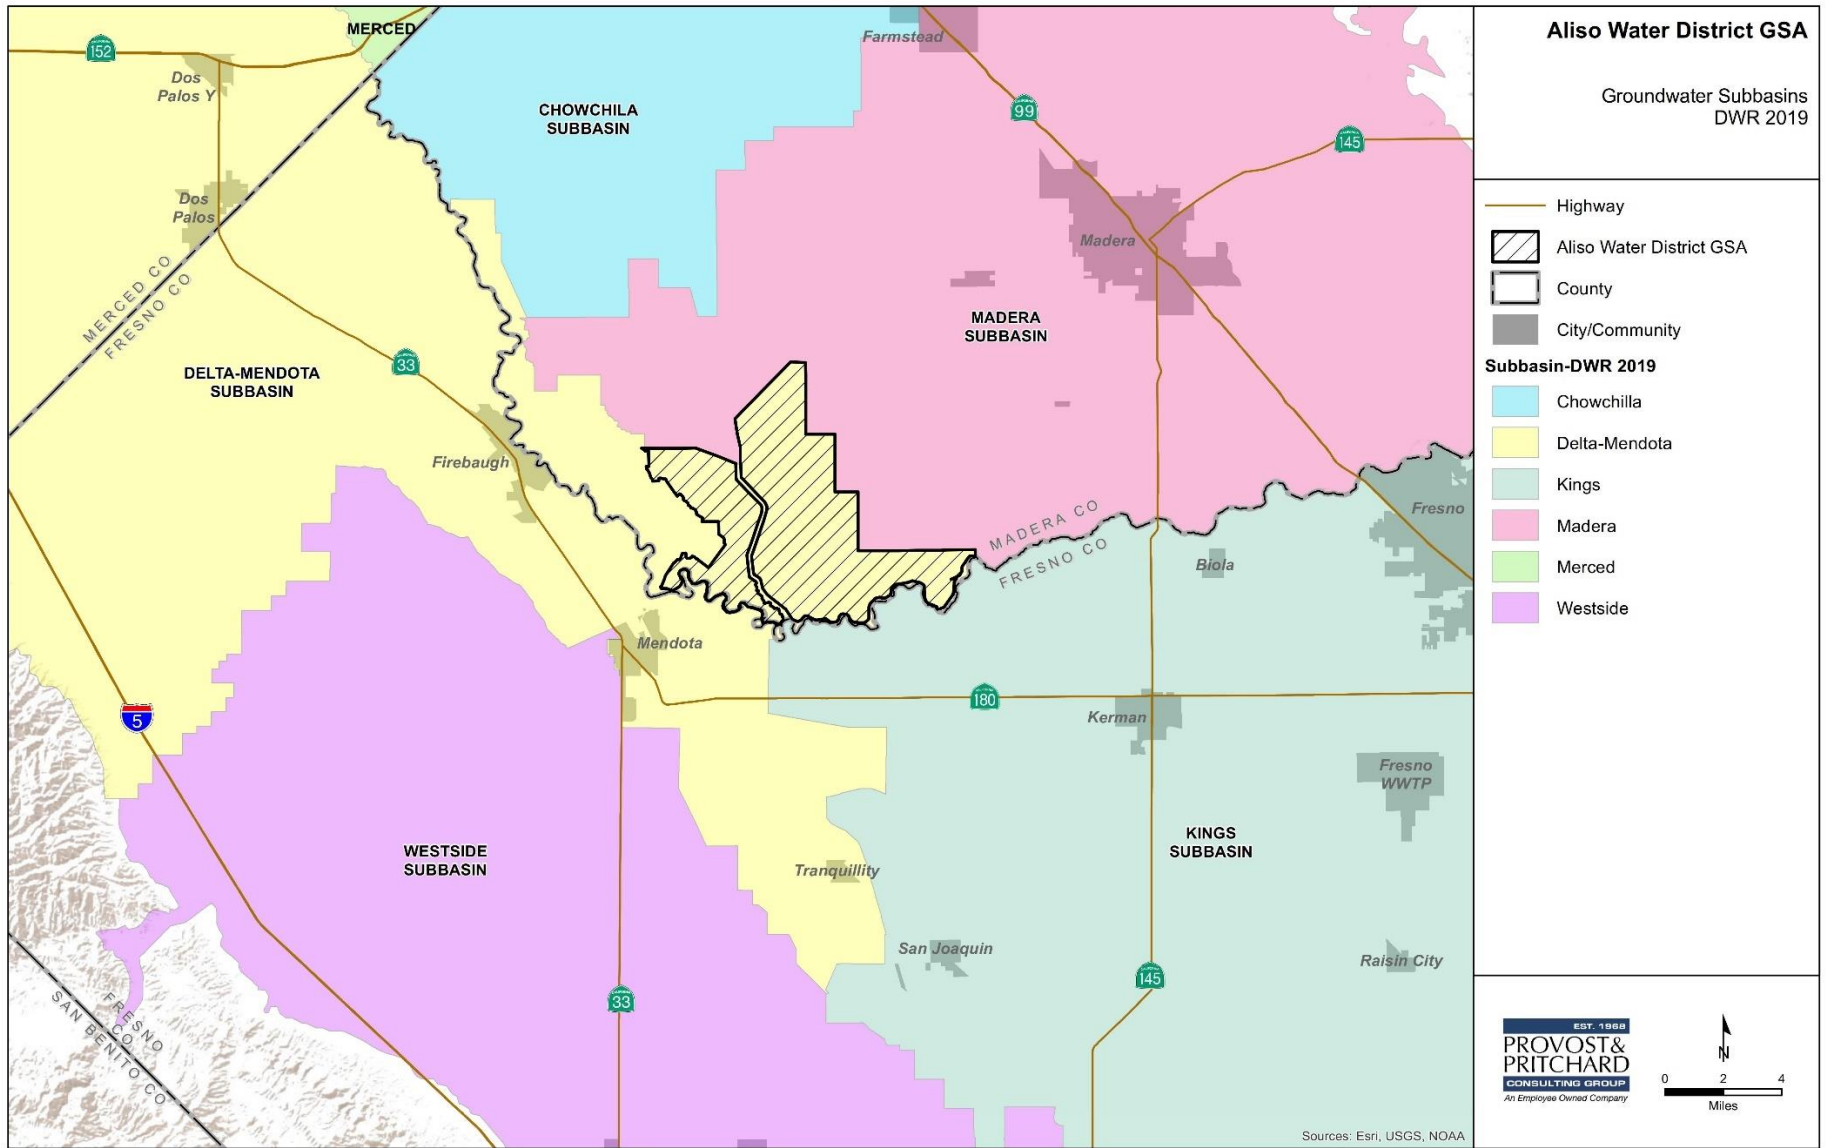 Aliso Water District GSA
Groundwater Subbasins
DWR 2019
Highway
Aliso Water District GSA
County
City/Community
Subbasin-DWR 2019
Chowchilla
Delta-Mendota
Kings
Madera
Merced
Westside
EST. 1968
PROVOST&
PRITCHARD
CONSULTING GROUP
An Employee Owned Company
N
0 2 4
Miles
MERCED
152
Dos
Palos Y
Farmstead
CHOWCHILA
SUBBASIN
99
145
Dos
Palos
Madera
MERCED CO
FRESNO CO
MADERA
SUBBASIN
33
DELTA-MENDOTA
SUBBASIN
Firebaugh
MADERA CO
FRESNO CO
Fresno
Biola
Mendota
180
5
Kerman
Fresno
WWTP
WESTSIDE
SUBBASIN
KINGS
SUBBASIN
Tranquillity
San Joaquin
Raisin City
145
33
FRESNO
CO
SAN BENITO CO
Sources: Esri, USGS, NOAA